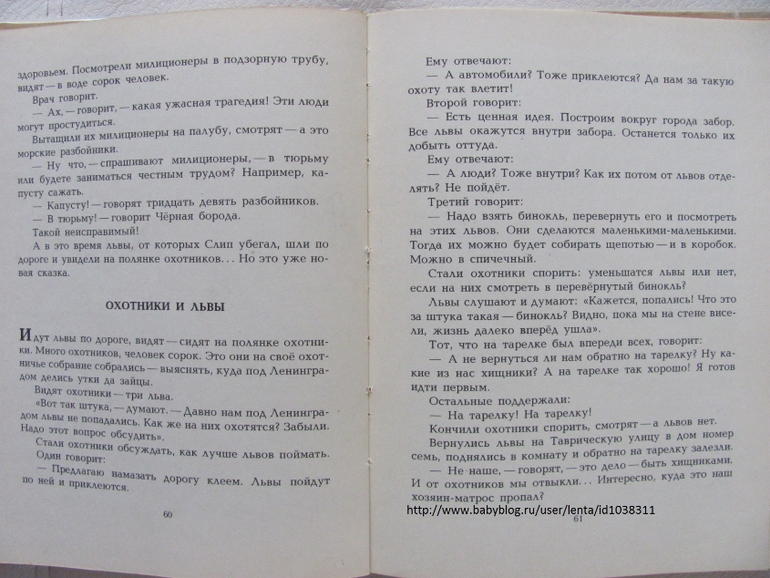 здоровьем. Посмотрели милиционеры в подзорную трубу,
видят — в воде сорок человек.
Врач говорит.
— Ах,— говорит,— какая ужасная трагедия! Эти люди
могут простудиться.
Вытащили их милиционеры на палубу, смотрят — а это
морские разбойники.
— Ну что,— спрашивают милиционеры,— в тюрьму
или будете заниматься честным трудом? Например, ка-
пусту сажать.
— Капусту! — говорят тридцать девять разбойников.
— В тюрьму! — говорит Чёрная борода.
Такой неисправимый!
А в это время львы, от которых Слип убегал, шли по
дороге и увидели на полянке охотников... Но это уже но-
вая сказка.
ОХОТНИКИ И ЛЬВЫ
Идут львы по дороге, видят — сидят на полянке охотни-
ки. Много охотников, человек сорок. Это они на своё охот-
ничье собрание собрались — выяснять, куда под Ленингра-
дом делись утки да зайцы.
Видят охотники — три льва.
«Вот так штука,— думают.— Давно нам под Ленингра-
дом львы не попадались. Как же на них охотятся? Забыли.
Надо этот вопрос обсудить».
Стали охотники обсуждать, как лучше львов поймать.
Один говорит:
— Предлагаю намазать дорогу клеем. Львы пойдут
по ней и приклеются.
60
Ему отвечают:
— А автомобили? Тоже приклеются? Да нам за такую
охоту так влетит!
Второй говорит:
— Есть ценная идея. Построим вокруг города забор.
Все львы окажутся внутри забора. Останется только их
добыть оттуда.
Ему отвечают:
— А люди? Тоже внутри? Как их потом от львов отде-
лять? Не пойдёт.
Третий говорит:
— Надо взять бинокль, перевернуть его и посмотреть
на этих львов. Они сделаются маленькими-маленькими.
Тогда их можно будет собирать щепотью — и в коробок.
Можно в спичечный.
Стали охотники спорить: уменьшатся львы или нет,
если на них смотреть в перевёрнутый бинокль?
Львы слушают и думают: «Кажется, попались! Что это
за штука такая — бинокль? Видно, пока мы на стене висе-
ли, жизнь далеко вперёд ушла».
Тот, что на тарелке был впереди всех, говорит:
— А не вернуться ли нам обратно на тарелку? Ну ка-
кие из нас хищники? А на тарелке так хорошо! Я готов
идти первым.
Остальные поддержали:
— На тарелку! На тарелку!
Кончили охотники спорить, смотрят — а львов нет.
Вернулись львы на Таврическую улицу в дом номер
семь, поднялись в комнату и обратно на тарелку залезли.
— Не наше,— говорят,— это дело — быть хищниками.
И от охотников мы отвыкли... Интересно, куда это наш
хозяин-матрос пропал?
http://www.babyblog.ru/user/lenta/id1038311
61